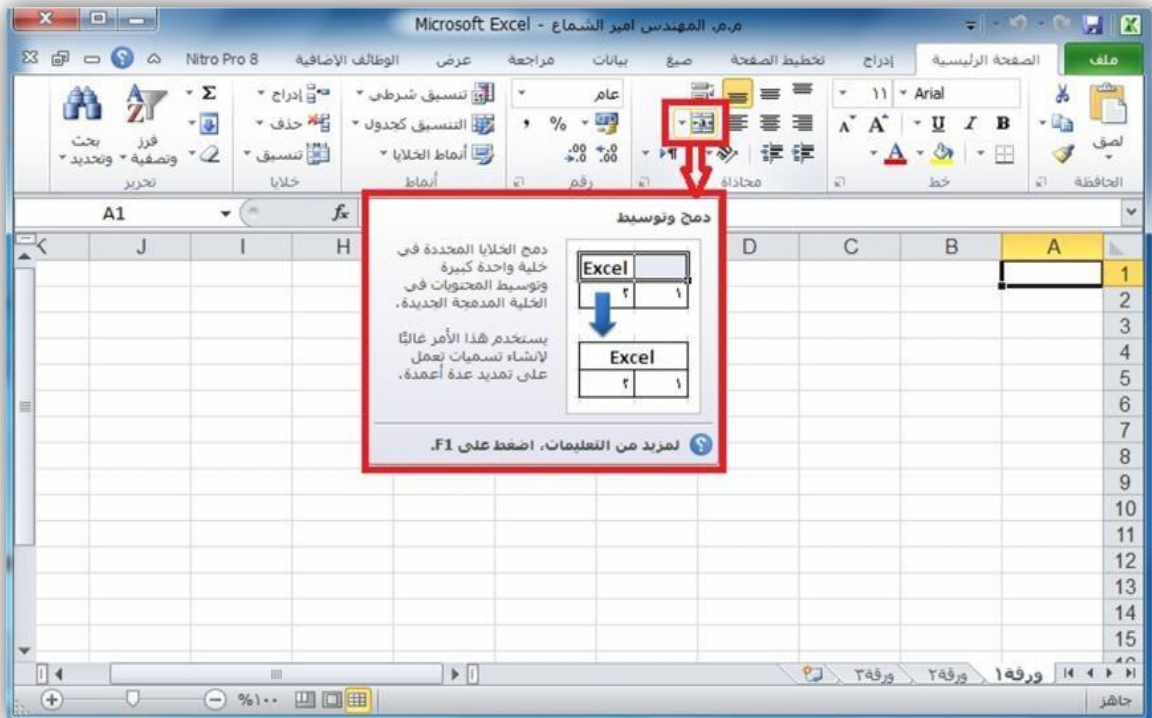 م.م. المهندس امير الشماع - Microsoft Excel
ملف الصفحة الرئيسية إدراج تخطيط الصفحة صيغ بيانات مراجعة عرض الوظائف الإضافية Nitro Pro 8
لصق
الحافظة
Arial ١١
B I U
A A
A
خط
محاذاة
عام
% ,
.00 .00
.0
رقم
تنسيق شرطي
التنسيق كجدول
أنماط الخلايا
أنماط
إدراج
حذف
تنسيق
خلايا
Σ
فرز
وتصفية
بحث
وتحديد
تحرير
A1 fx
دمج وتوسيط
دمج الخلايا المحددة في
خلية واحدة كبيرة
وتوسيط المحتويات في
الخلية المدمجة الجديدة.
يستخدم هذا الأمر غالبًا
لإنشاء تسميات تعمل
على تمديد عدة أعمدة.
Excel
١ ٢
Excel
١ ٢
لمزيد من التعليمات، اضغط على F1.
A B C D H I J K
1
2
3
4
5
6
7
8
9
10
11
12
13
14
15
ورقة١ ورقة٢ ورقة٣
جاهز
%١٠٠